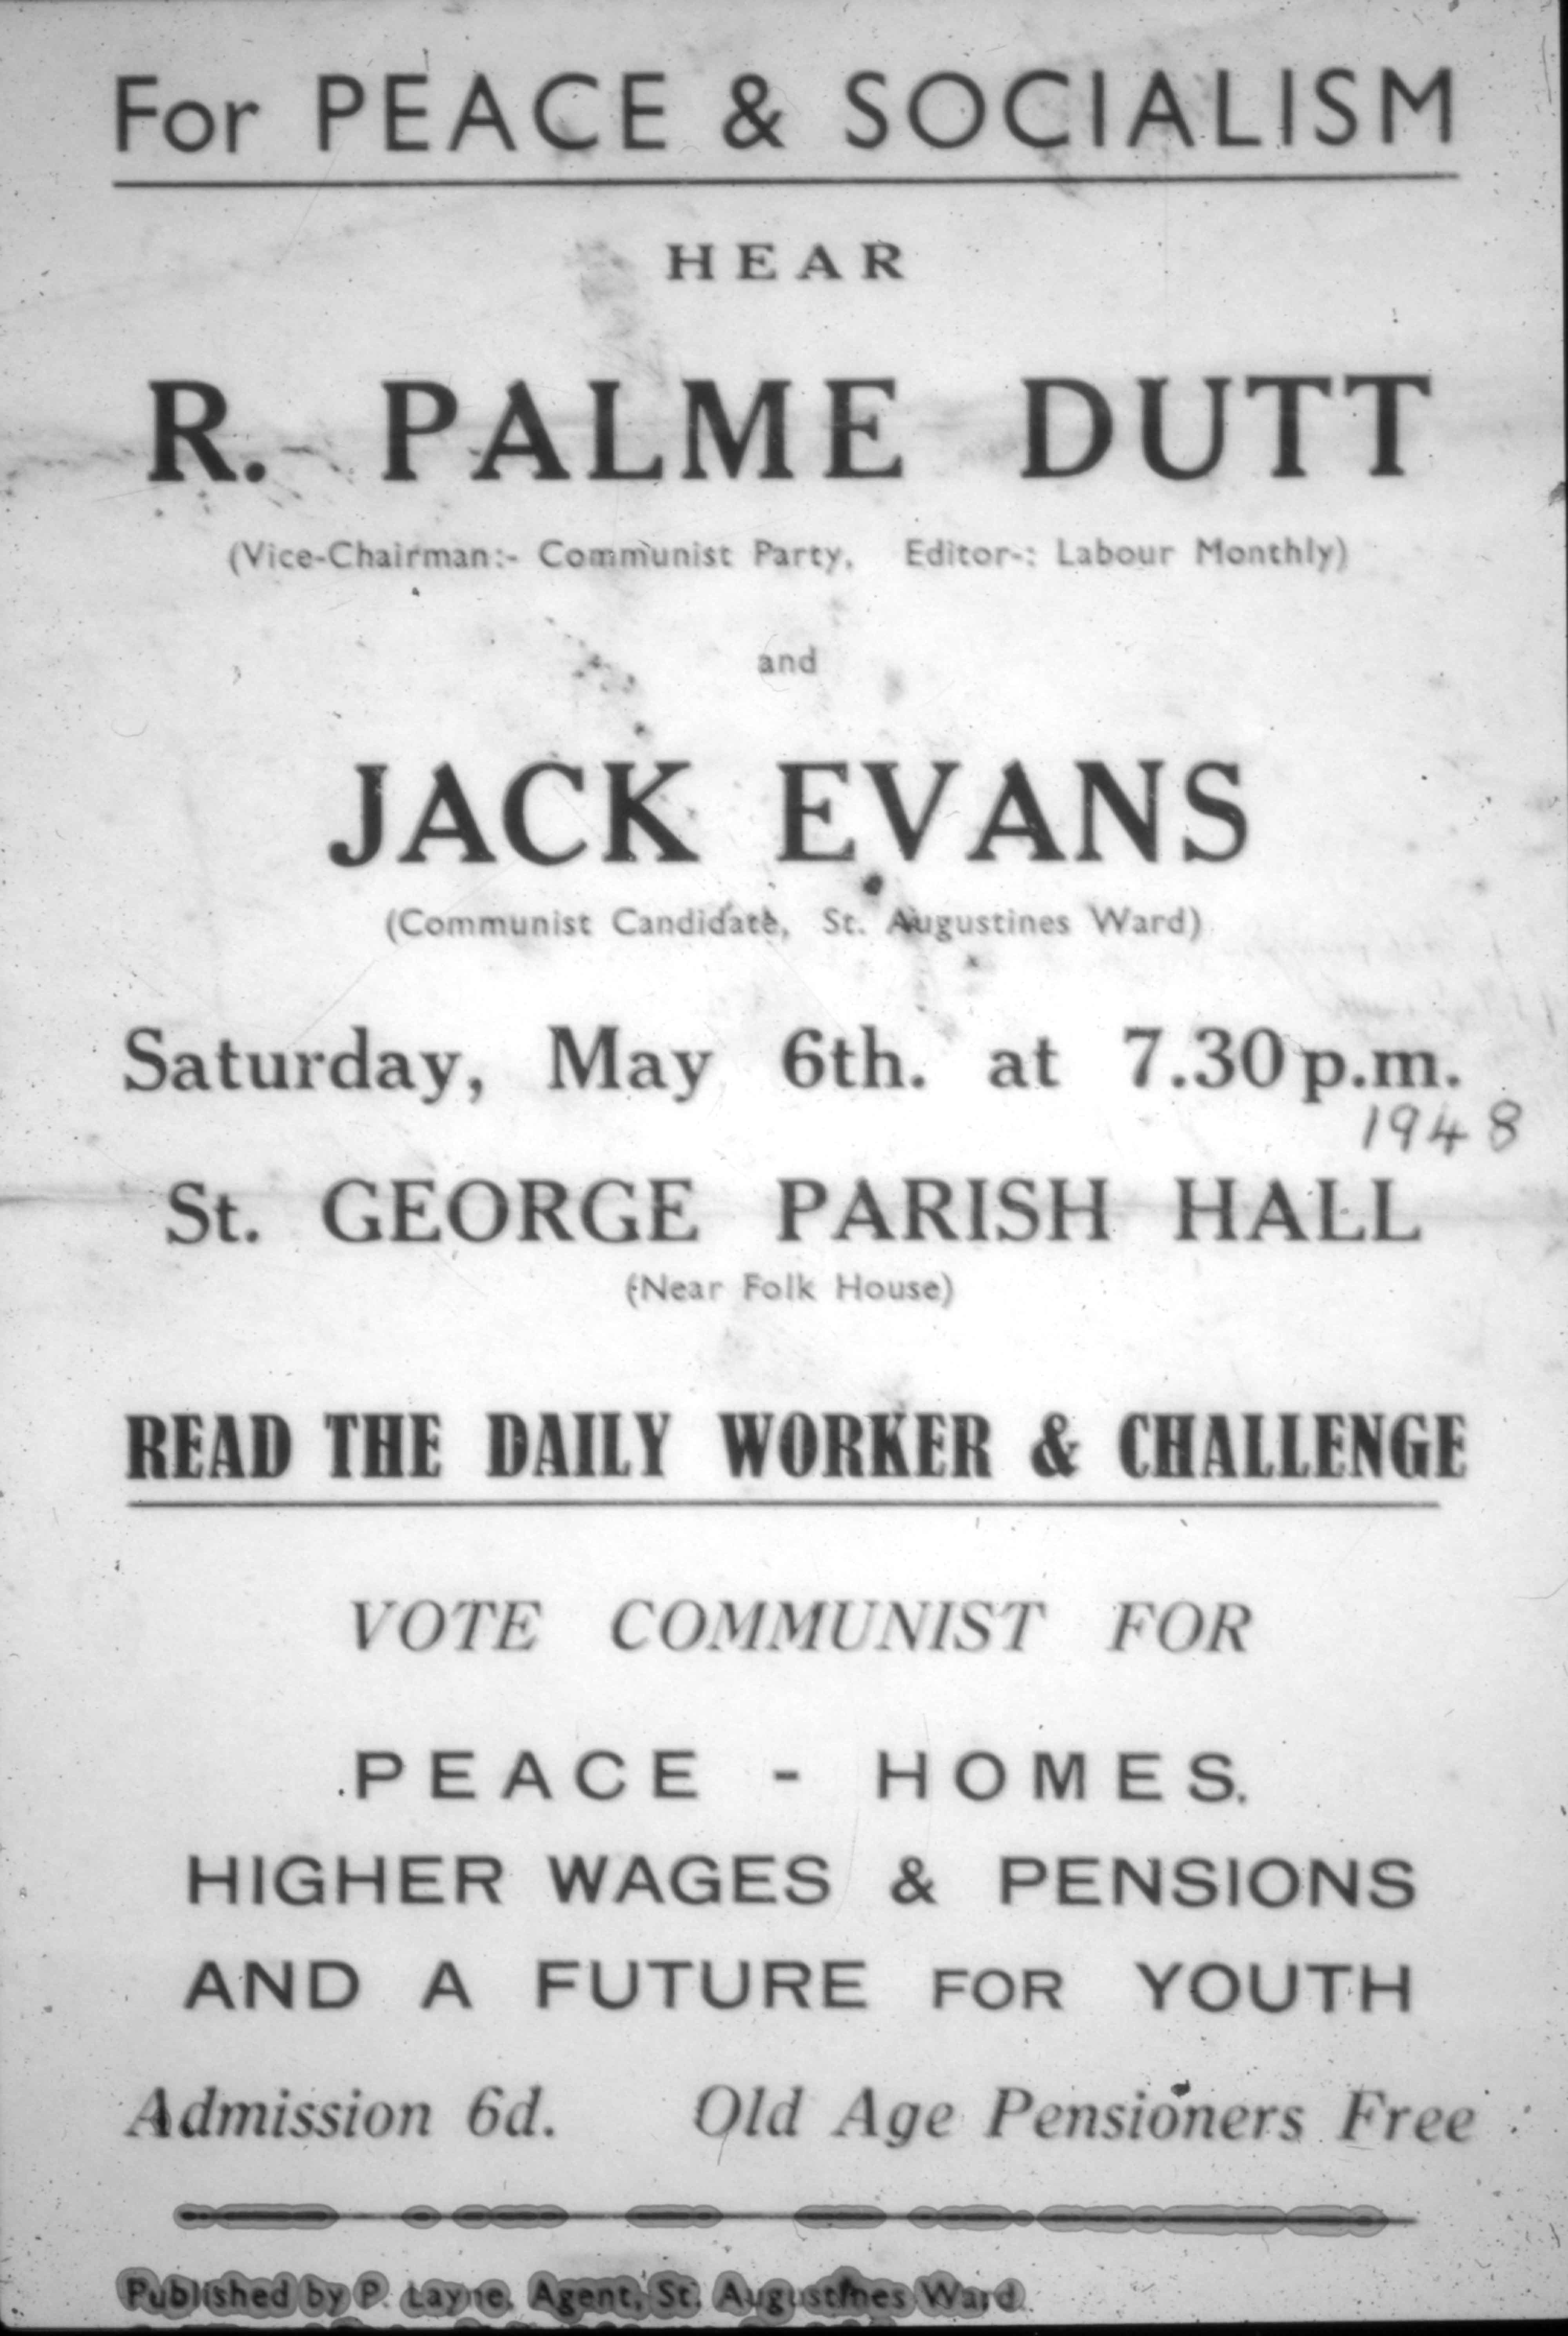 For PEACE & SOCIALISM
HEAR
R. PALME DUTT
(Vice-Chairman:- Communist Party, Editor-: Labour Monthly)
and
JACK EVANS
(Communist Candidate, St. Augustines Ward)
Saturday, May 6th. at 7.30 p.m.
1948
St. GEORGE PARISH HALL
(Near Folk House)
READ THE DAILY WORKER & CHALLENGE
VOTE COMMUNIST FOR
PEACE - HOMES.
HIGHER WAGES & PENSIONS
AND A FUTURE FOR YOUTH
Admission 6d. Old Age Pensioners Free
Published by P. Layne, Agent, St. Augustines Ward